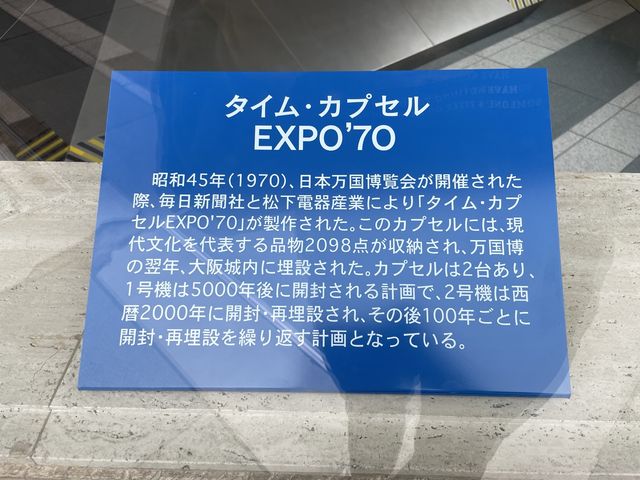 タイム・カプセル
EXPO'70
昭和45年(1970)、日本万国博覧会が開催された
際、毎日新聞社と松下電器産業により「タイム・カプ
セルEXPO'70」が製作された。このカプセルには、現
代文化を代表する品物2098点が収納され、万国博
の翌年、大阪城内に埋設された。カプセルは2台あり、
1号機は5000年後に開封される計画で、2号機は西
暦2000年に開封・再埋設され、その後100年ごとに
開封・再埋設を繰り返す計画となっている。